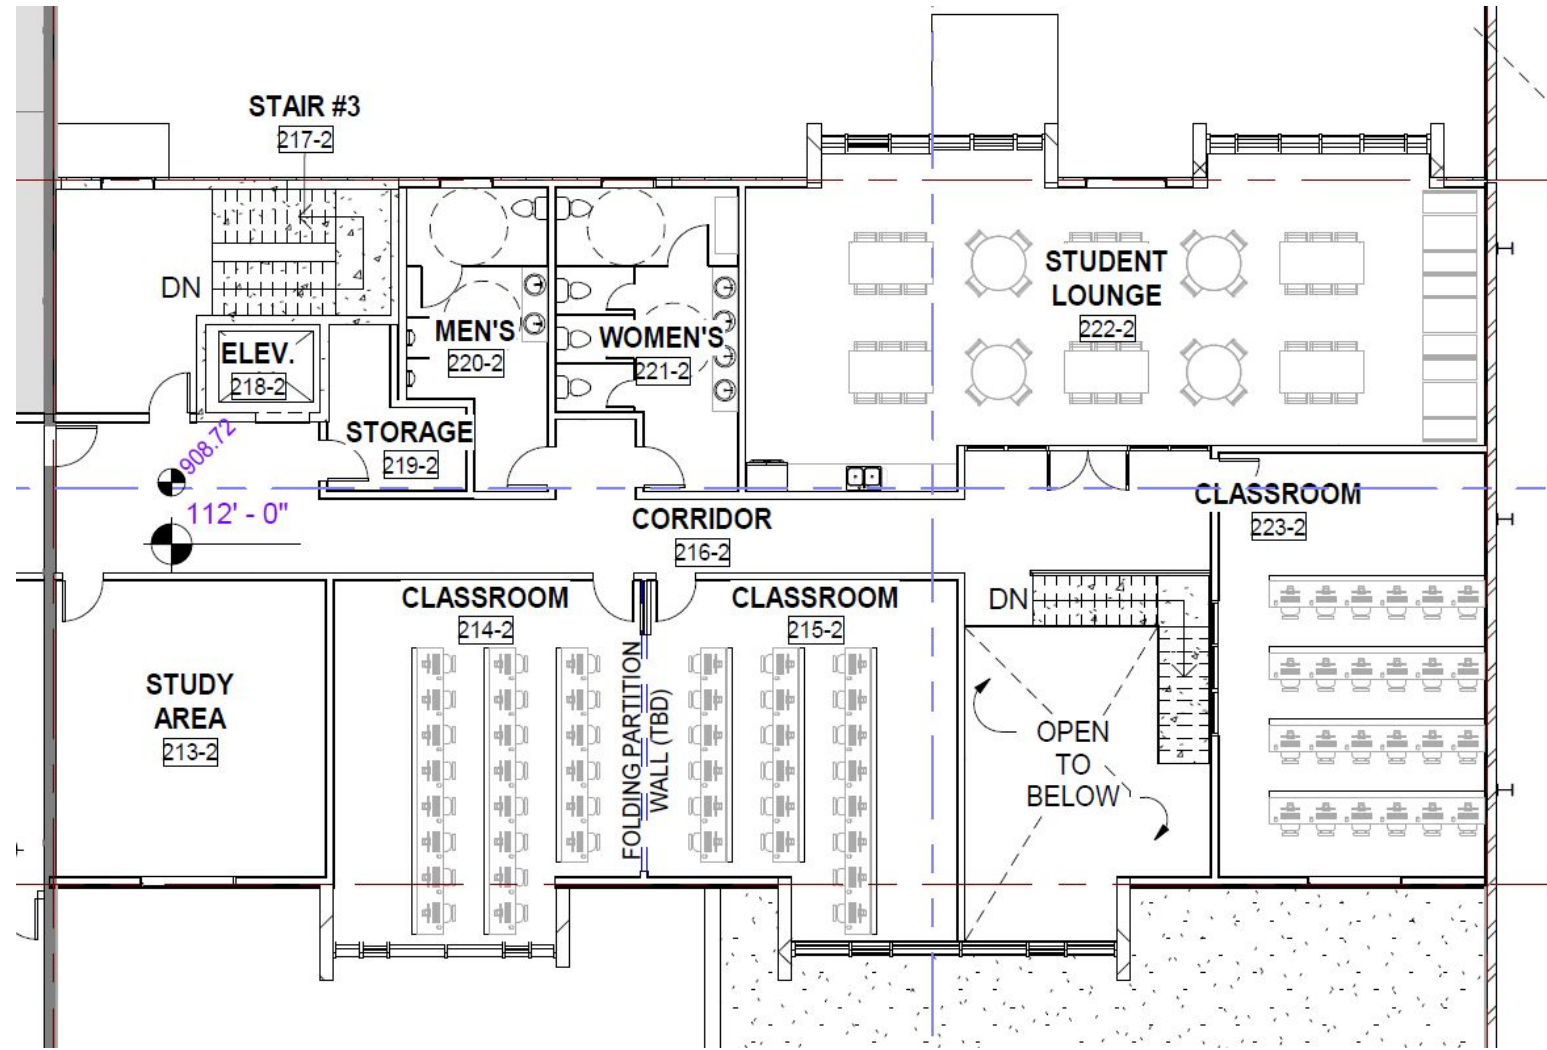 STAIR #3
217-2
DN
ELEV.
218-2
MEN'S
220-2
WOMEN'S
221-2
STUDENT
LOUNGE
222-2
STORAGE
219-2
908.72
112' - 0"
CORRIDOR
216-2
CLASSROOM
223-2
CLASSROOM
214-2
CLASSROOM
215-2
DN
STUDY
AREA
213-2
FOLDING PARTITION
WALL (TBD)
OPEN
TO
BELOW